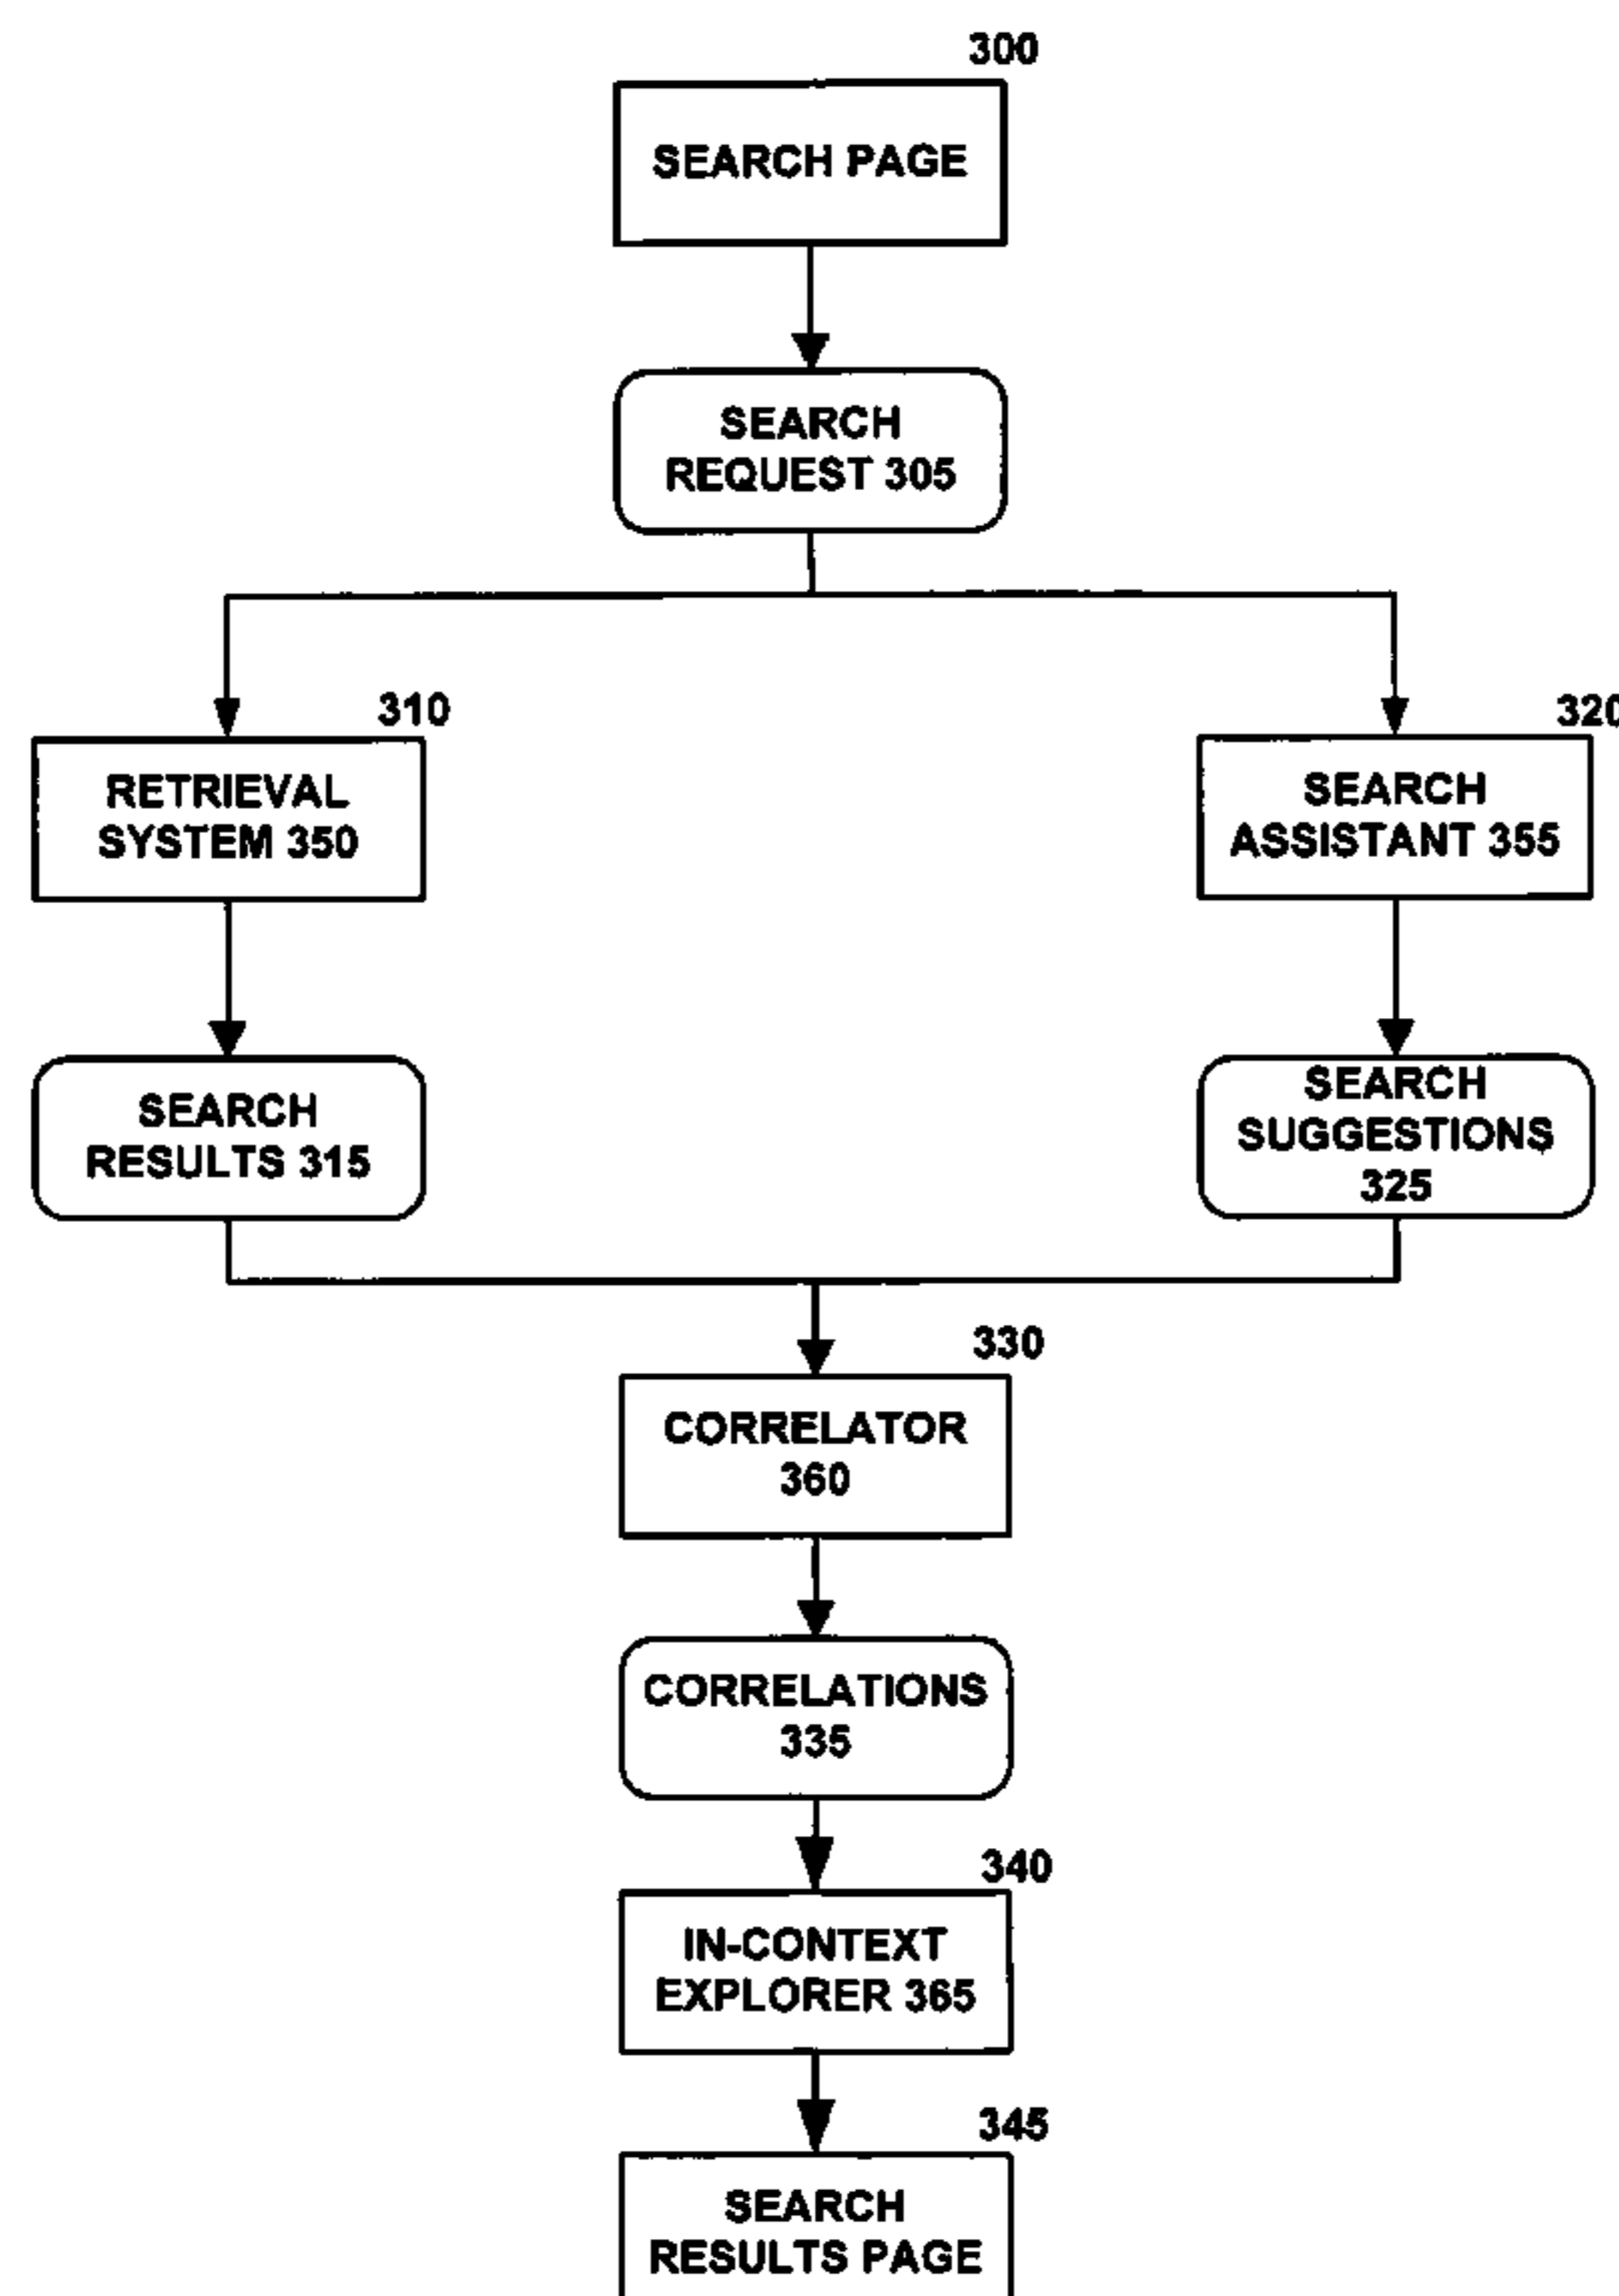 300
SEARCH PAGE
SEARCH
REQUEST 305
310
RETRIEVAL
SYSTEM 350
320
SEARCH
ASSISTANT 355
SEARCH
RESULTS 315
SEARCH
SUGGESTIONS
325
330
CORRELATOR
360
CORRELATIONS
335
340
IN-CONTEXT
EXPLORER 365
345
SEARCH
RESULTS PAGE